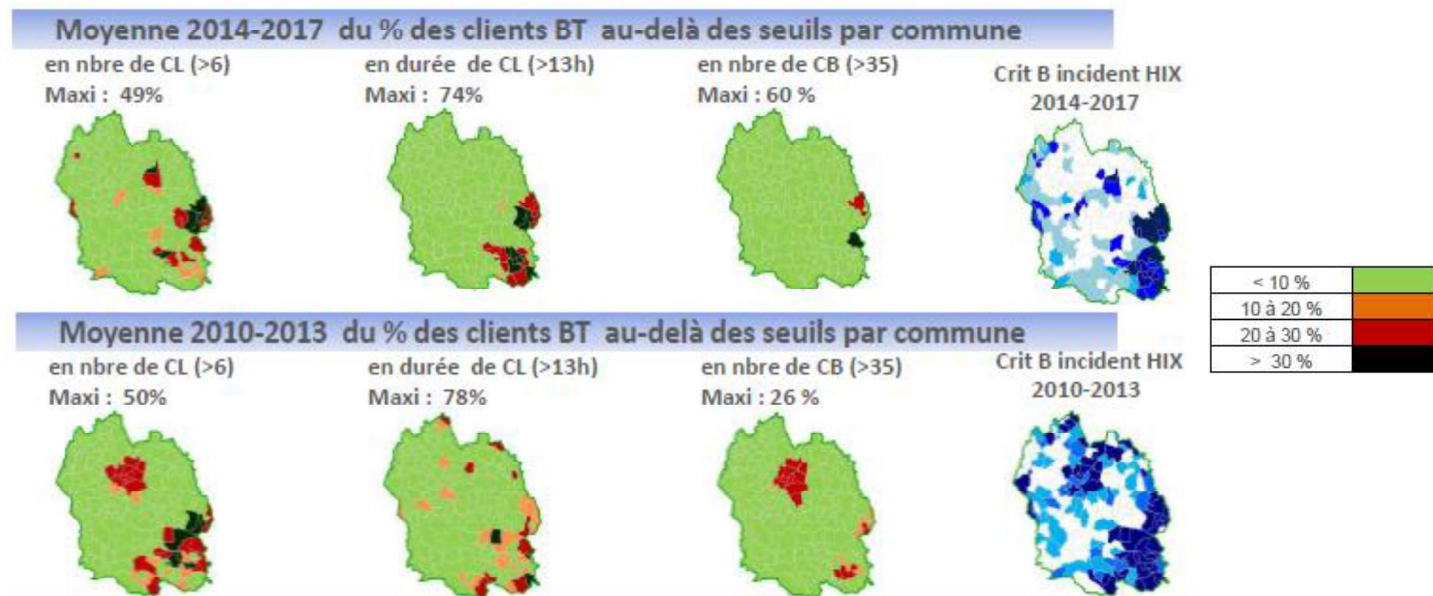 Moyenne 2014-2017 du % des clients BT au-delà des seuils par commune
en nbre de CL (>6)
Maxi : 49%
en durée de CL (>13h)
Maxi : 74%
en nbre de CB (>35)
Maxi : 60 %
Crit B incident HIX
2014-2017
< 10 %
10 à 20 %
20 à 30 %
> 30 %
Moyenne 2010-2013 du % des clients BT au-delà des seuils par commune
en nbre de CL (>6)
Maxi : 50%
en durée de CL (>13h)
Maxi : 78%
en nbre de CB (>35)
Maxi : 26 %
Crit B incident HIX
2010-2013